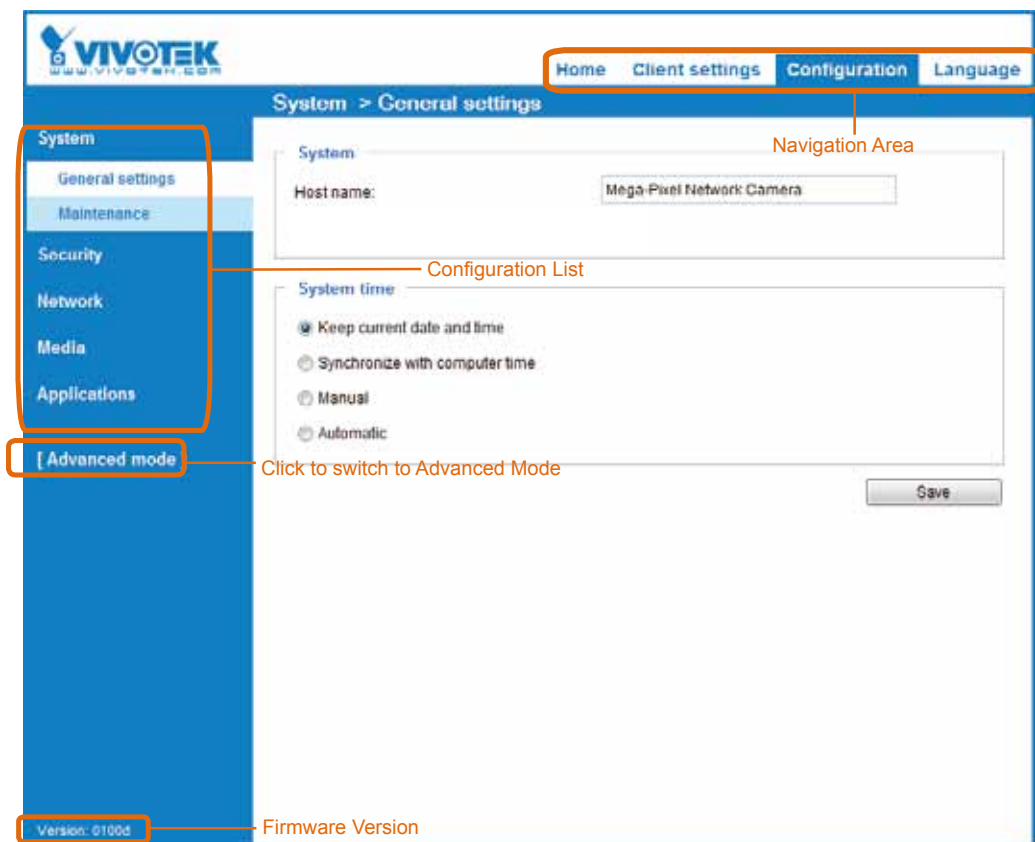 VIVOTEK
www.vivotek.com
Home Client settings Configuration Language
System > General settings
Navigation Area
System
General settings
Maintenance
Security
Network
Media
Applications
[ Advanced mode
Configuration List
Click to switch to Advanced Mode
System
Host name: Mega-Pixel Network Camera
System time
Keep current date and time
Synchronize with computer time
Manual
Automatic
Save
Version: 0100d
Firmware Version